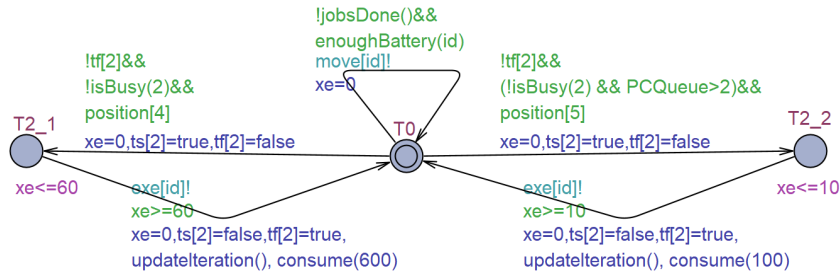 !jobsDone()&&
enoughBattery(id)
move[id]!
xe=0
!tf[2]&&
!isBusy(2)&&
position[4]
!tf[2]&&
(!isBusy(2) && PCQueue>2)&&
position[5]
T2_1
T0
T2_2
xe=0,ts[2]=true,tf[2]=false
xe=0,ts[2]=true,tf[2]=false
xe<=60
xe<=10
exe[id]!
xe>=60
xe=0,ts[2]=false,tf[2]=true,
updateIteration(), consume(600)
exe[id]!
xe>=10
xe=0,ts[2]=false,tf[2]=true,
updateIteration(), consume(100)